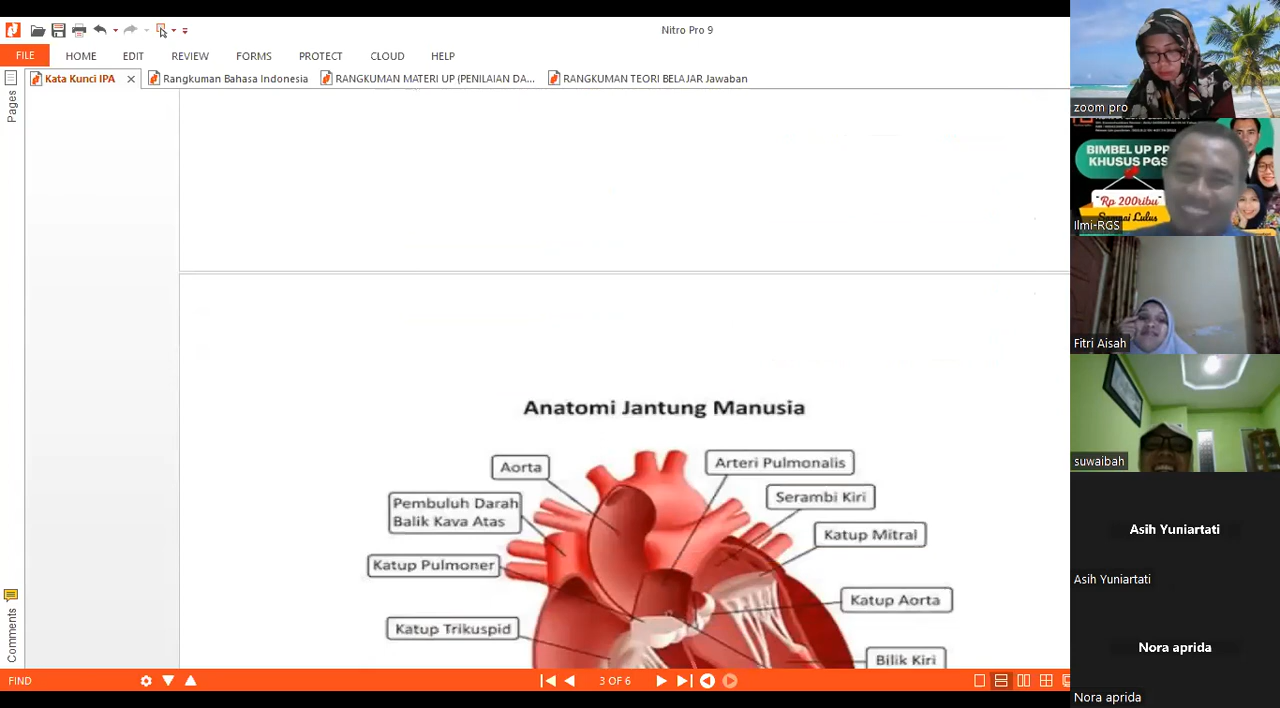 Nitro Pro 9
FILE HOME EDIT REVIEW FORMS PROTECT CLOUD HELP
Kata Kunci IPA
Rangkuman Bahasa Indonesia
RANGKUMAN MATERI UP (PENILAIAN DA...
RANGKUMAN TEORI BELAJAR Jawaban
Pages
Anatomi Jantung Manusia
Aorta
Arteri Pulmonalis
Pembuluh Darah
Balik Kava Atas
Serambi Kiri
Katup Mitral
Katup Pulmoner
Katup Aorta
Katup Trikuspid
Bilik Kiri
Comments
FIND
3 OF 6
zoom pro
BIMBEL UP PP
KHUSUS PGS
"Rp 200ribu"
Sampai Lulus
Ilmi-RGS
Fitri Aisah
suwaibah
Asih Yuniartati
Asih Yuniartati
Nora aprida
Nora aprida